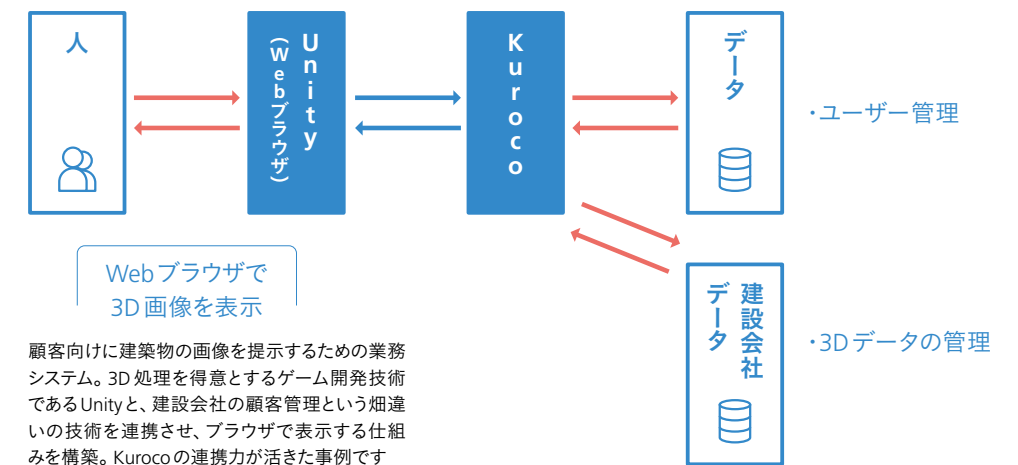 人
Unity
(Webブラウザ)
Kuroco
データ
・ユーザー管理
Webブラウザで
3D画像を表示
建設会社
データ
・3Dデータの管理
顧客向けに建築物の画像を提示するための業務
システム。3D処理を得意とするゲーム開発技術
であるUnityと、建設会社の顧客管理という畑違
いの技術を連携させ、ブラウザで表示する仕組
みを構築。Kurocoの連携力が活きた事例です